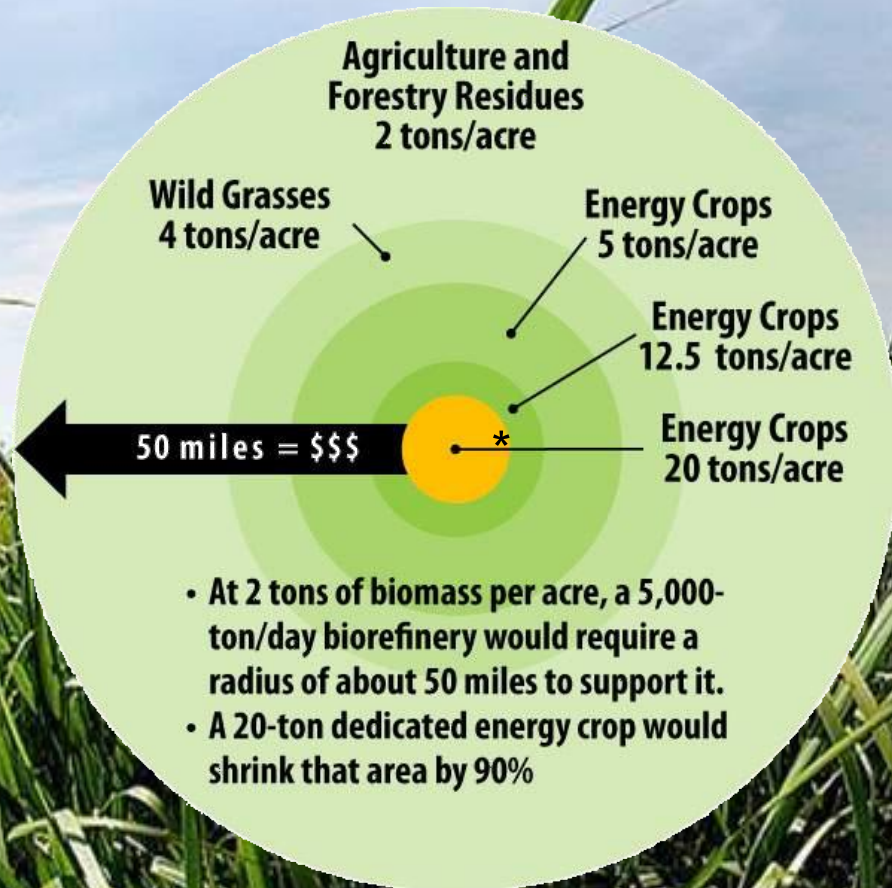 Agriculture and
Forestry Residues
2 tons/acre
Wild Grasses
4 tons/acre
Energy Crops
5 tons/acre
Energy Crops
12.5 tons/acre
50 miles = $$$
*
Energy Crops
20 tons/acre
• At 2 tons of biomass per acre, a 5,000-
ton/day biorefinery would require a
radius of about 50 miles to support it.
• A 20-ton dedicated energy crop would
shrink that area by 90%